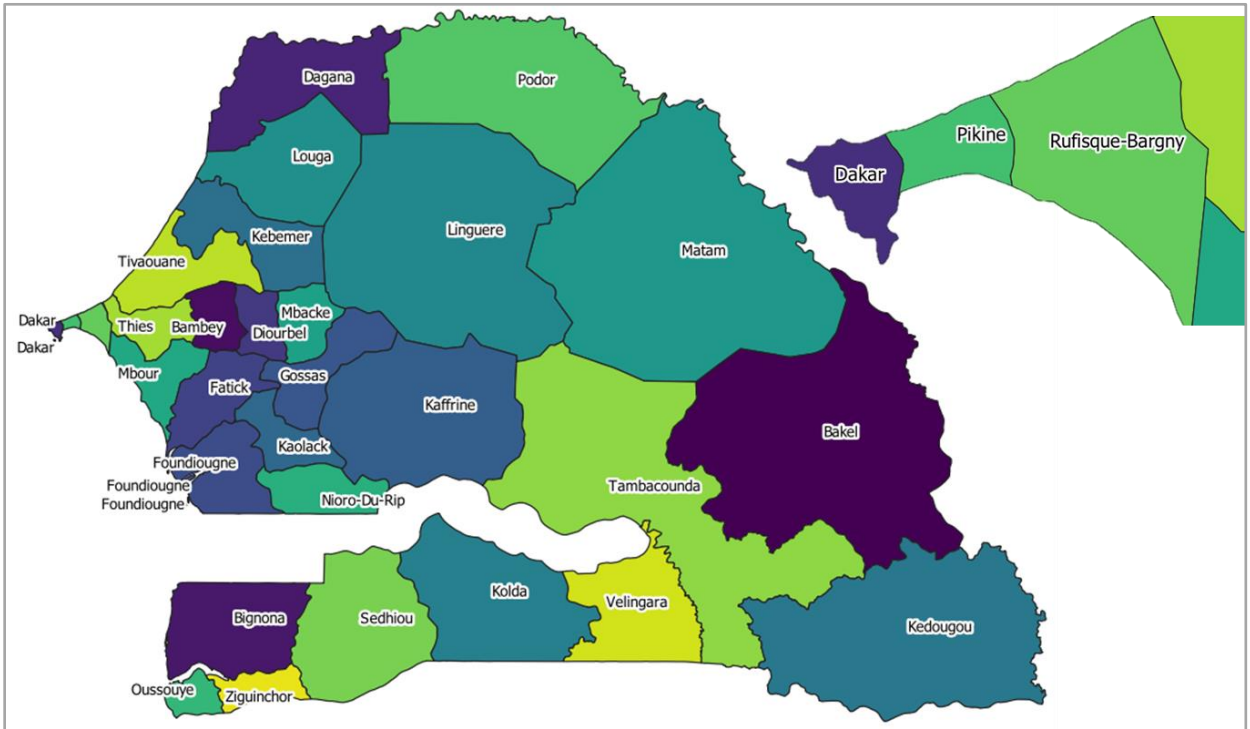 Dagana
Podor
Louga
Pikine
Rufisque-Bargny
Dakar
Kebemer
Linguere
Matam
Tivaouane
Dakar
Thies
Bambey
Mbacke
Diourbel
Dakar
Mbour
Fatick
Gossas
Kaffrine
Bakel
Kaolack
Foundiougne
Foundiougne
Foundiougne
Nioro-Du-Rip
Tambacounda
Kolda
Velingara
Bignona
Sedhiou
Kedougou
Oussouye
Ziguinchor